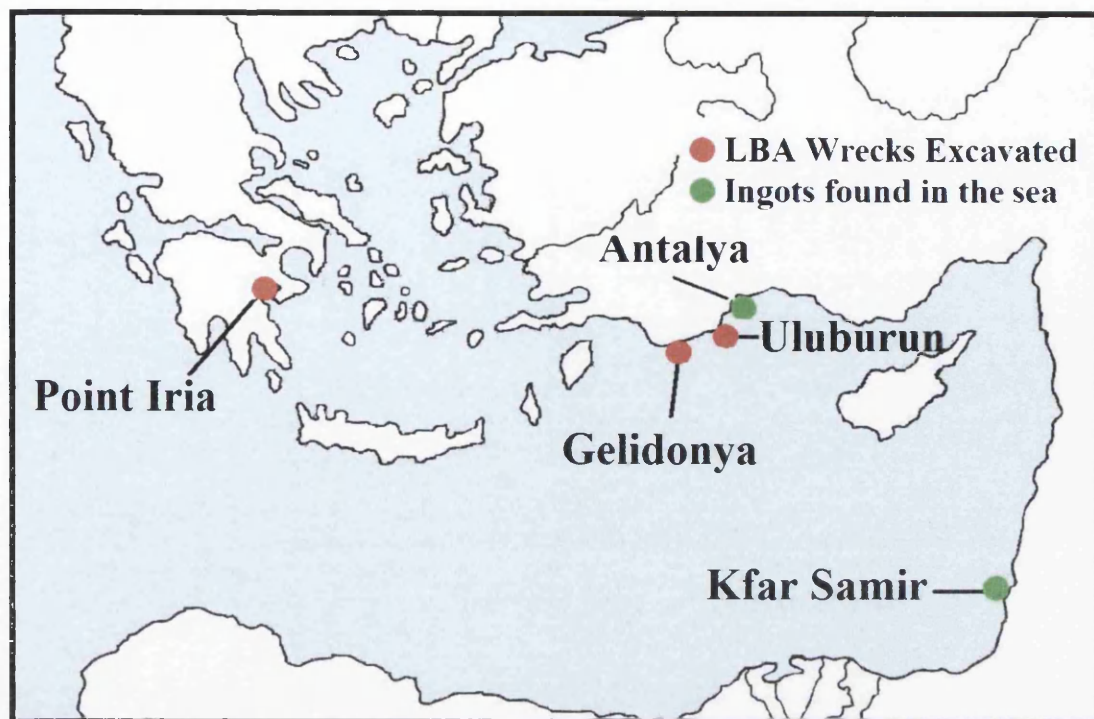 LBA Wrecks Excavated
Ingots found in the sea
Antalya
Uluburun
Point Iria
Gelidonya
Kfar Samir